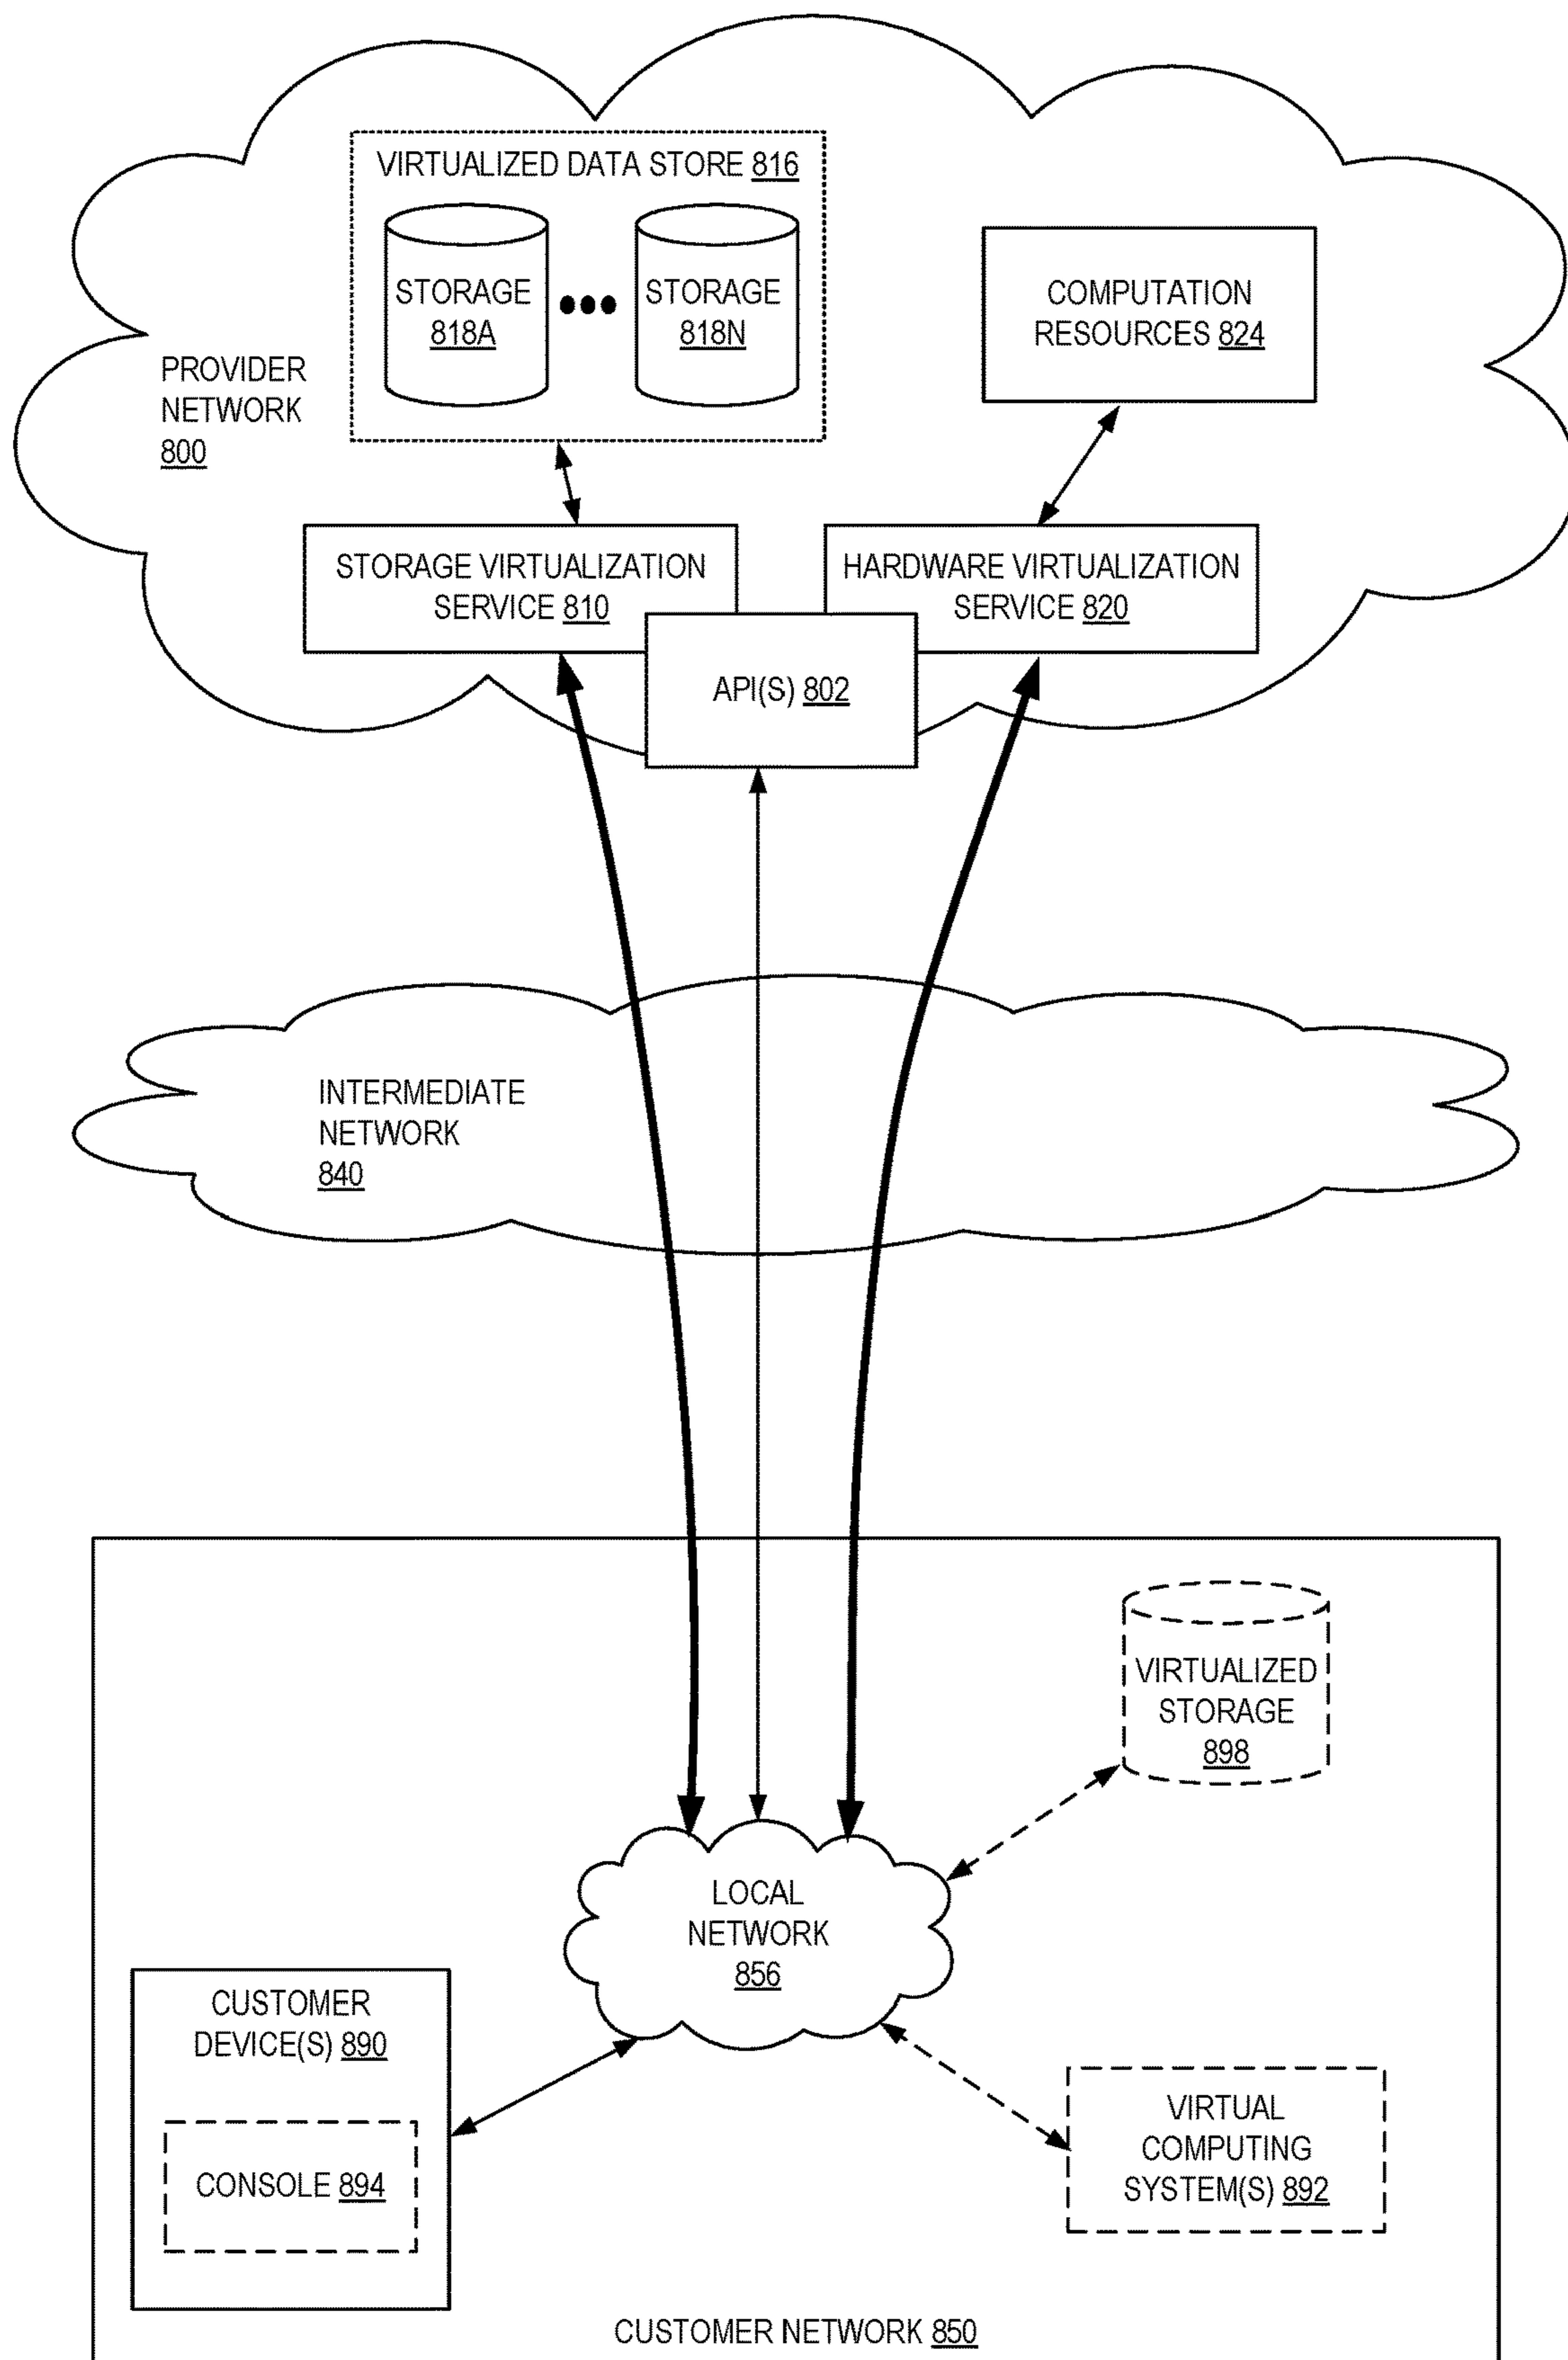 VIRTUALIZED DATA STORE 816
STORAGE
818A
STORAGE
818N
COMPUTATION
RESOURCES 824
PROVIDER
NETWORK
800
STORAGE VIRTUALIZATION
SERVICE 810
HARDWARE VIRTUALIZATION
SERVICE 820
API(S) 802
INTERMEDIATE
NETWORK
840
VIRTUALIZED
STORAGE
898
LOCAL
NETWORK
856
CUSTOMER
DEVICE(S) 890
CONSOLE 894
VIRTUAL
COMPUTING
SYSTEM(S) 892
CUSTOMER NETWORK 850